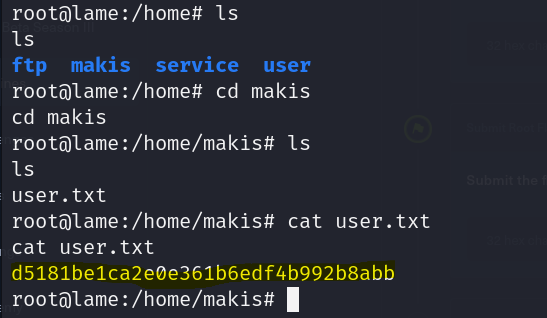 root@lame:/home# ls
ls
ftp makis service user
root@lame:/home# cd makis
cd makis
root@lame:/home/makis# ls
ls
user.txt
root@lame:/home/makis# cat user.txt
cat user.txt
d5181be1ca2e0e361b6edf4b992b8abb
root@lame:/home/makis#
Submit the f